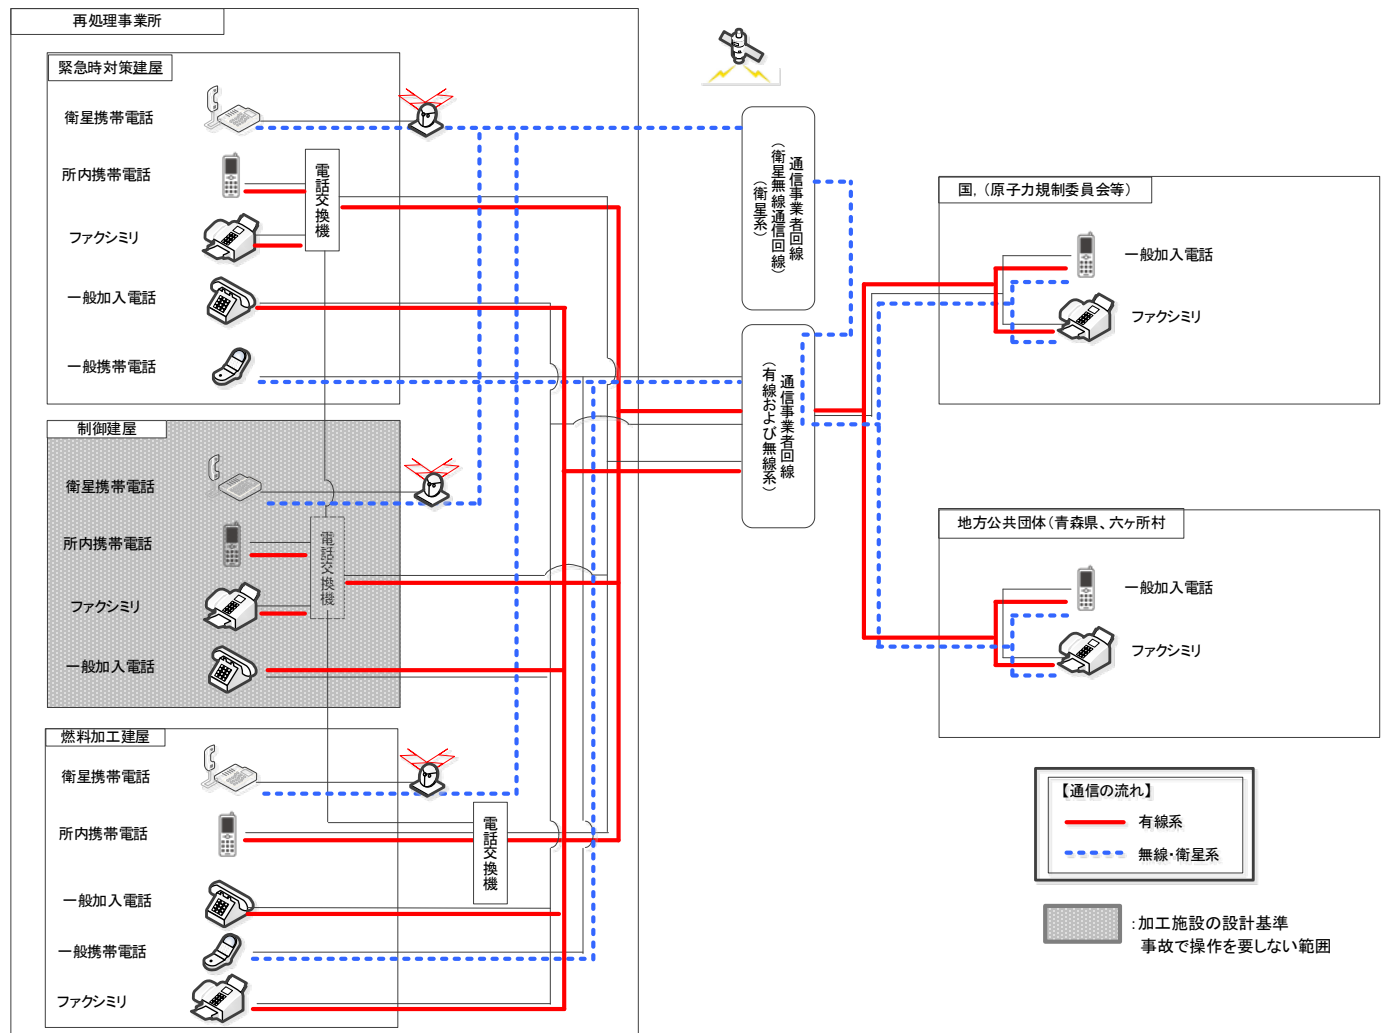 再処理事業所
緊急時対策建屋
衛星携帯電話
所内携帯電話
電話交換機
ファクシミリ
一般加入電話
一般携帯電話
制御建屋
衛星携帯電話
所内携帯電話
電話交換機
ファクシミリ
一般加入電話
燃料加工建屋
衛星携帯電話
所内携帯電話
電話交換機
一般加入電話
一般携帯電話
ファクシミリ
通信事業者回線
(衛星無線通信回線)
(衛星系)
通信事業者回線
(有線および無線系)
国,(原子力規制委員会等)
一般加入電話
ファクシミリ
地方公共団体(青森県、六ヶ所村
一般加入電話
ファクシミリ
【通信の流れ】
有線系
無線・衛星系
:加工施設の設計基準
事故で操作を要しない範囲